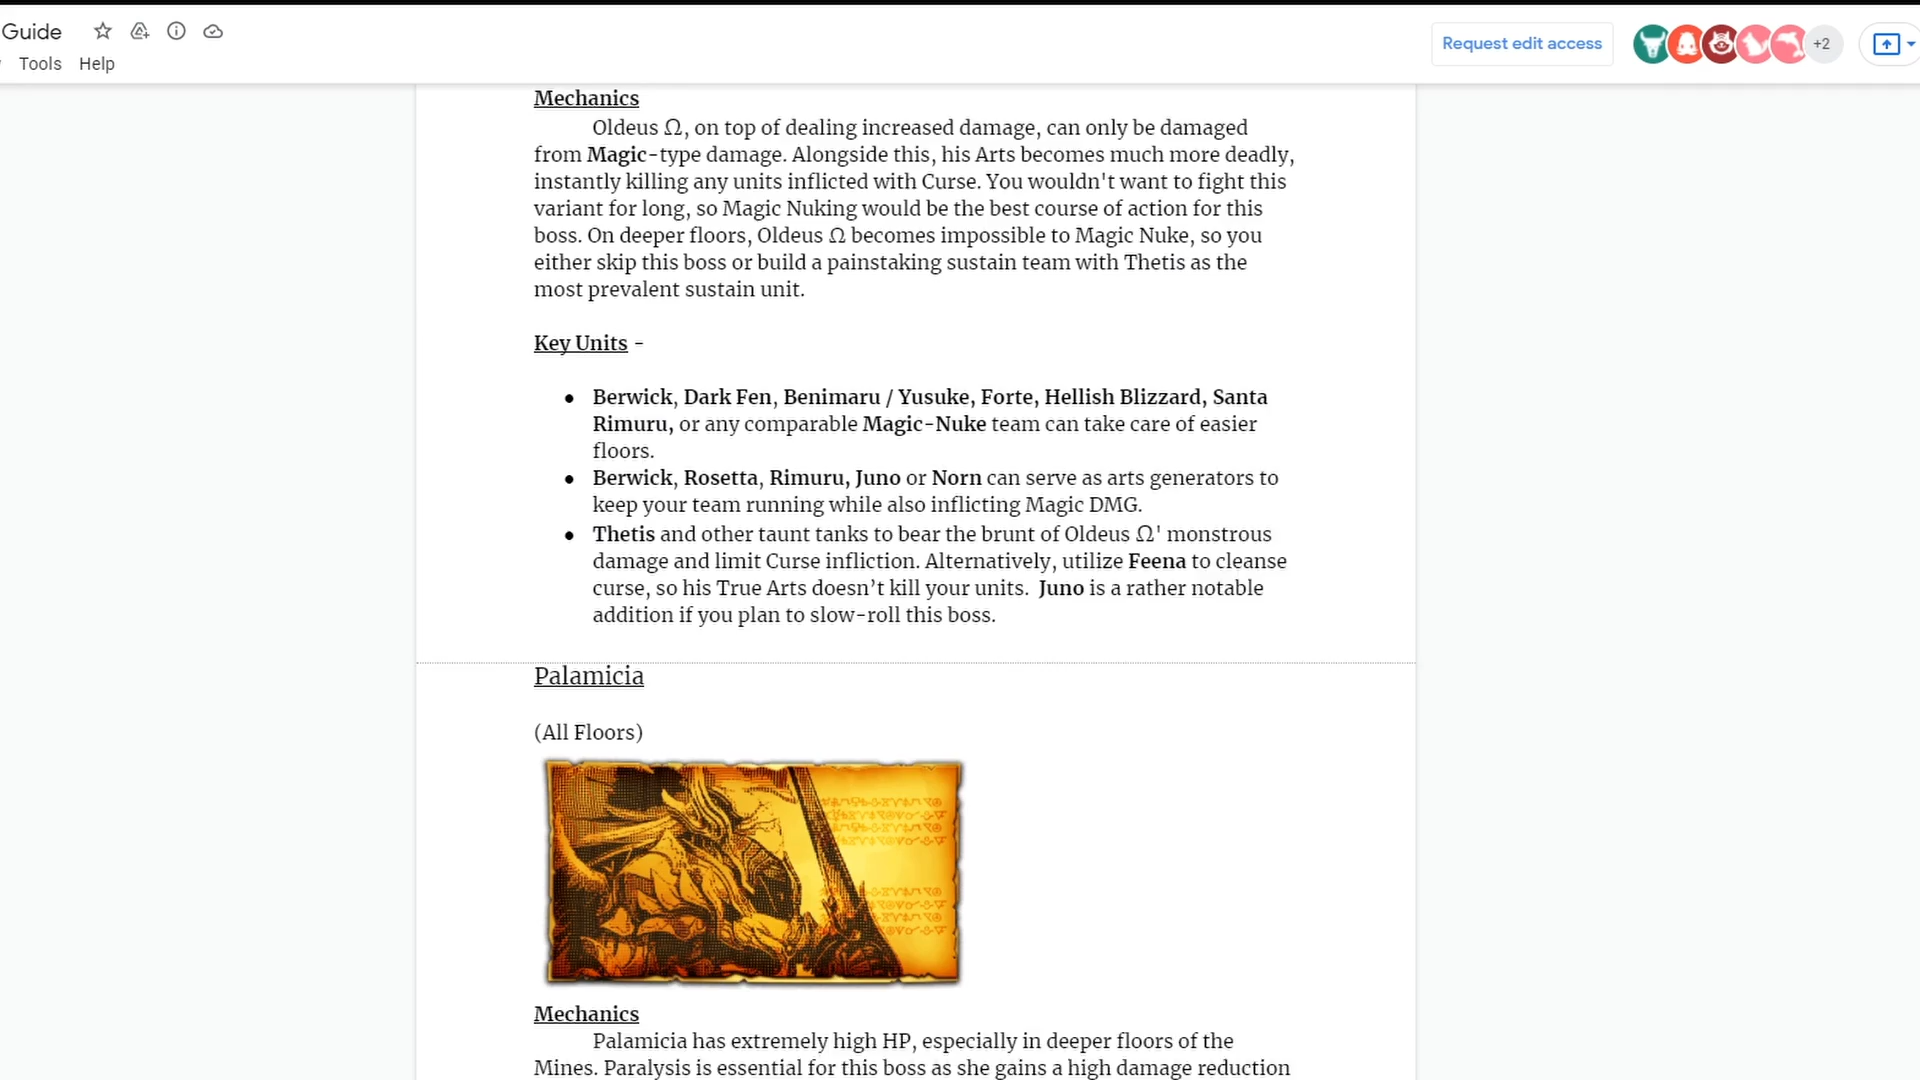 Guide
Tools Help
Request edit access
+2
Mechanics
Oldeus Ω, on top of dealing increased damage, can only be damaged
from Magic-type damage. Alongside this, his Arts becomes much more deadly,
instantly killing any units inflicted with Curse. You wouldn't want to fight this
variant for long, so Magic Nuking would be the best course of action for this
boss. On deeper floors, Oldeus Ω becomes impossible to Magic Nuke, so you
either skip this boss or build a painstaking sustain team with Thetis as the
most prevalent sustain unit.
Key Units -
● Berwick, Dark Fen, Benimaru / Yusuke, Forte, Hellish Blizzard, Santa
Rimuru, or any comparable Magic-Nuke team can take care of easier
floors.
● Berwick, Rosetta, Rimuru, Juno or Norn can serve as arts generators to
keep your team running while also inflicting Magic DMG.
● Thetis and other taunt tanks to bear the brunt of Oldeus Ω' monstrous
damage and limit Curse infliction. Alternatively, utilize Feena to cleanse
curse, so his True Arts doesn’t kill your units. Juno is a rather notable
addition if you plan to slow-roll this boss.
Palamicia
(All Floors)
Mechanics
Palamicia has extremely high HP, especially in deeper floors of the
Mines. Paralysis is essential for this boss as she gains a high damage reduction